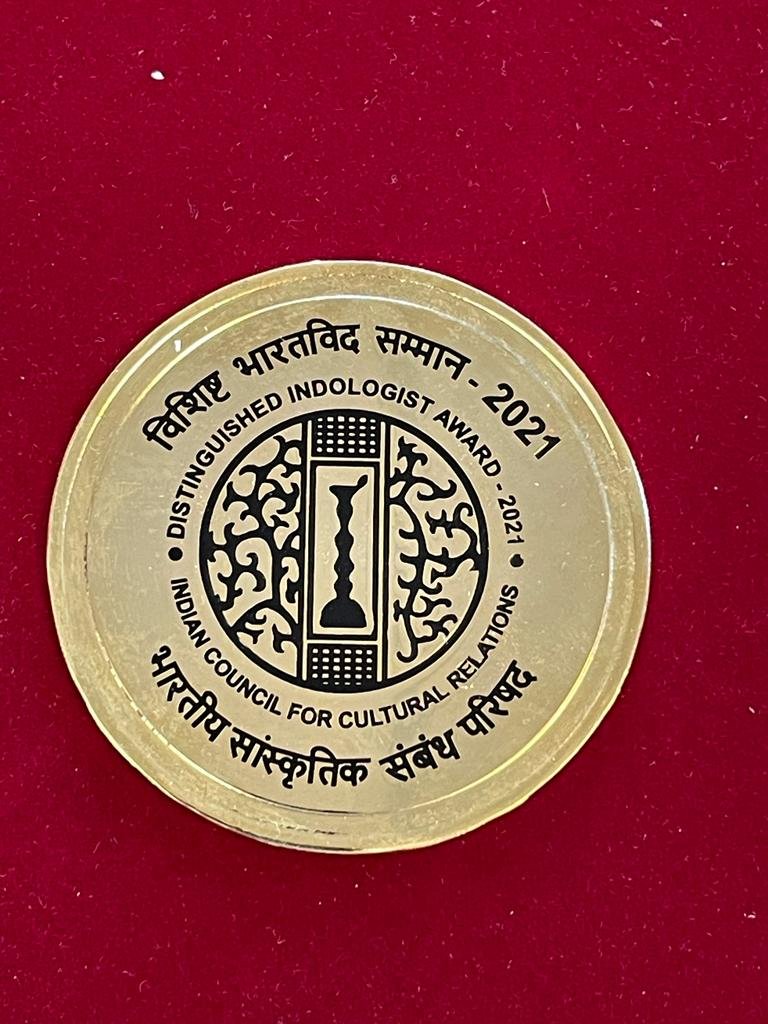 विशिष्ट भारतविद सम्मान - 2021
DISTINGUISHED INDOLOGIST AWARD - 2021
INDIAN COUNCIL FOR CULTURAL RELATIONS
भारतीय सांस्कृतिक संबंध परिषद